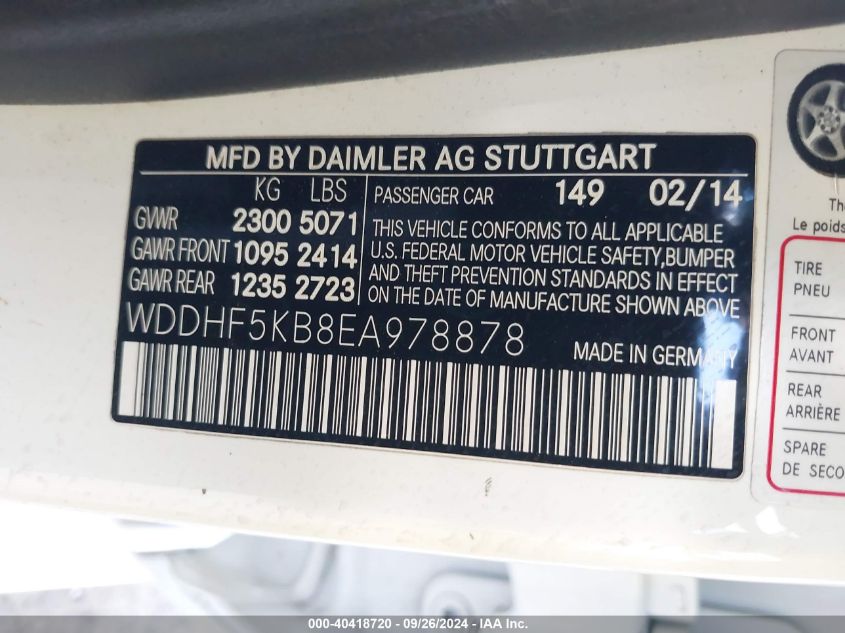 MFD BY DAIMLER AG STUTTGART
KG LBS
GVWR 2300 5071
GAWR FRONT 1095 2414
GAWR REAR 1235 2723
PASSENGER CAR 149 02/14
THIS VEHICLE CONFORMS TO ALL APPLICABLE
U.S. FEDERAL MOTOR VEHICLE SAFETY,BUMPER
AND THEFT PREVENTION STANDARDS IN EFFECT
ON THE DATE OF MANUFACTURE SHOWN ABOVE
WDDHF5KB8EA978878
MADE IN GERMANY
Le poids
TIRE
PNEU
FRONT
AVANT
REAR
ARRIÈRE
SPARE
DE
000-40418720 - 09/26/2024 - IAA Inc.